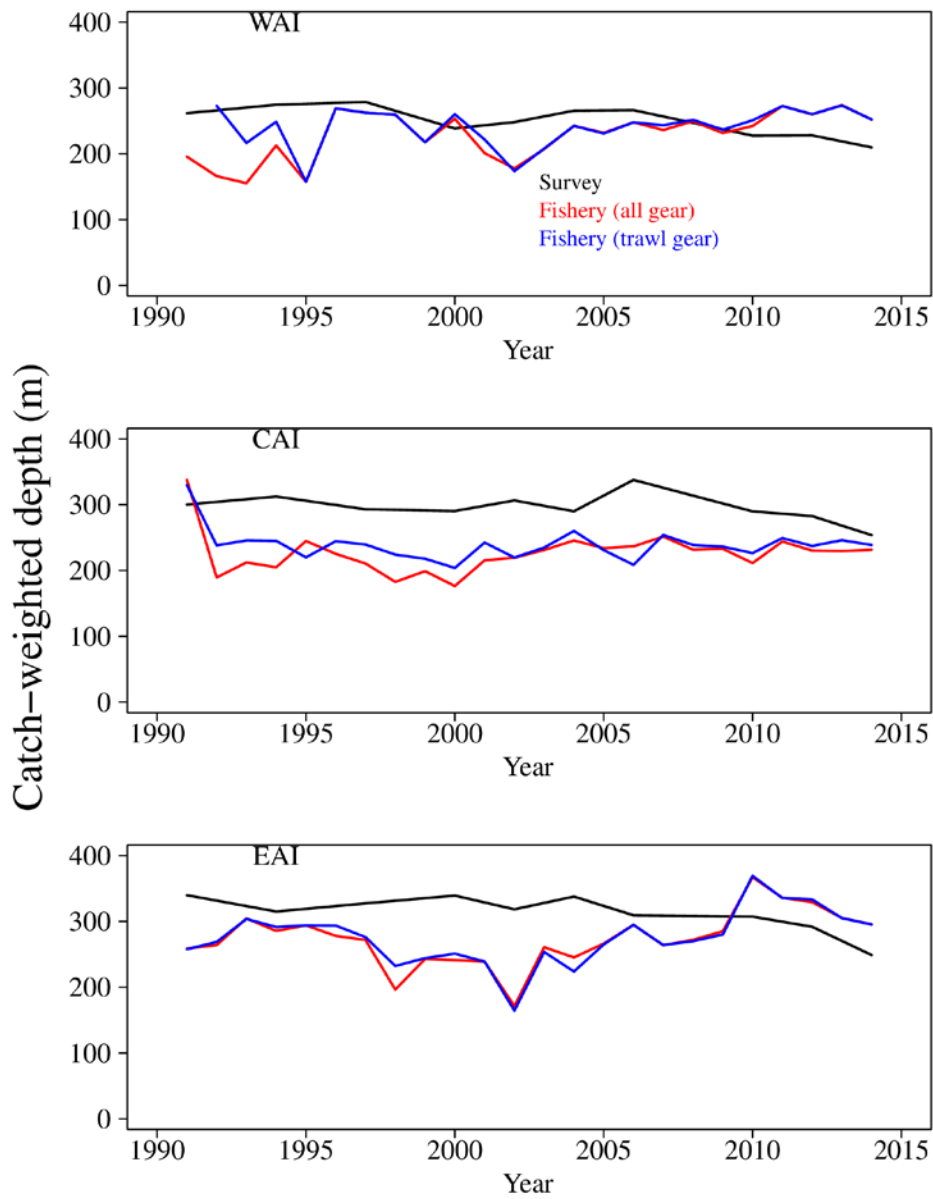 Catch−weighted depth (m)
WAI
400
300
200
100
0
Survey
Fishery (all gear)
Fishery (trawl gear)
1990 1995 2000 2005 2010 2015
Year
CAI
400
300
200
100
0
1990 1995 2000 2005 2010 2015
Year
EAI
400
300
200
100
0
1990 1995 2000 2005 2010 2015
Year